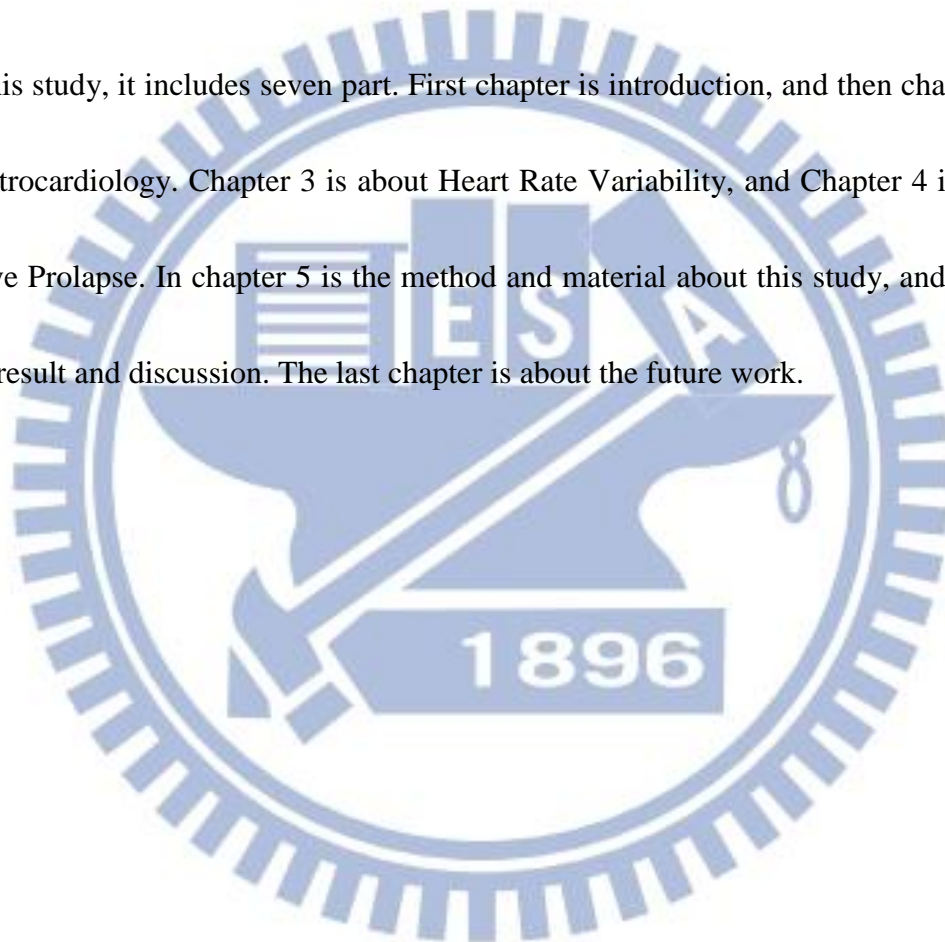 is study, it includes seven part. First chapter is introduction, and then cha
trocardiology. Chapter 3 is about Heart Rate Variability, and Chapter 4 i
e Prolapse. In chapter 5 is the method and material about this study, and
result and discussion. The last chapter is about the future work.
E S A
1896